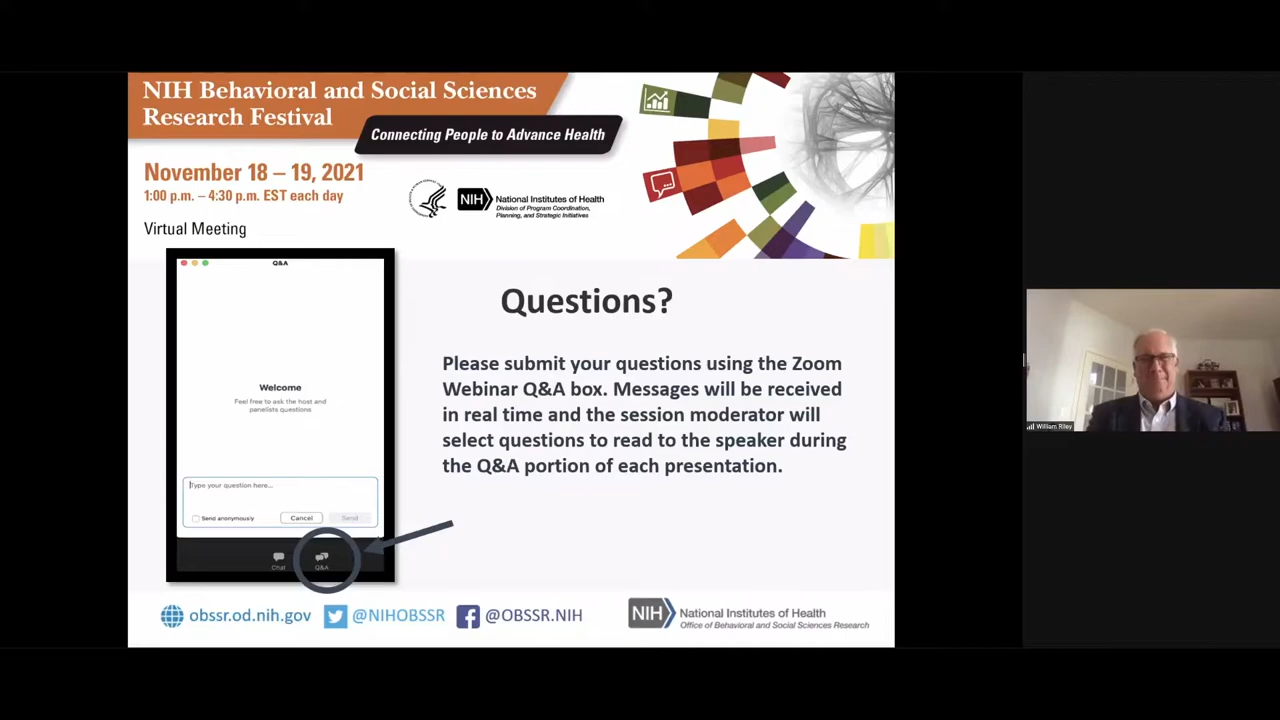 NIH Behavioral and Social Sciences
Research Festival
Connecting People to Advance Health
November 18 – 19, 2021
1:00 p.m. – 4:30 p.m. EST each day
NIH
National Institutes of Health
Division of Program Coordination,
Planning, and Strategic Initiatives
Virtual Meeting
Q&A
Welcome
Feel free to ask the host and
panelists questions
Type your question here...
Send anonymously
Cancel
Send
Chat
Q&A
Questions?
Please submit your questions using the Zoom
Webinar Q&A box. Messages will be received
in real time and the session moderator will
select questions to read to the speaker during
the Q&A portion of each presentation.
William Riley
obssr.od.nih.gov
@NIHOBSSR
@OBSSR.NIH
NIH
National Institutes of Health
Office of Behavioral and Social Sciences Research